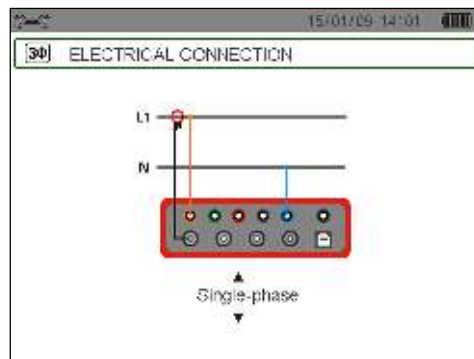 15/01/09 14:01
3Φ ELECTRICAL CONNECTION
L1
N
Single-phase